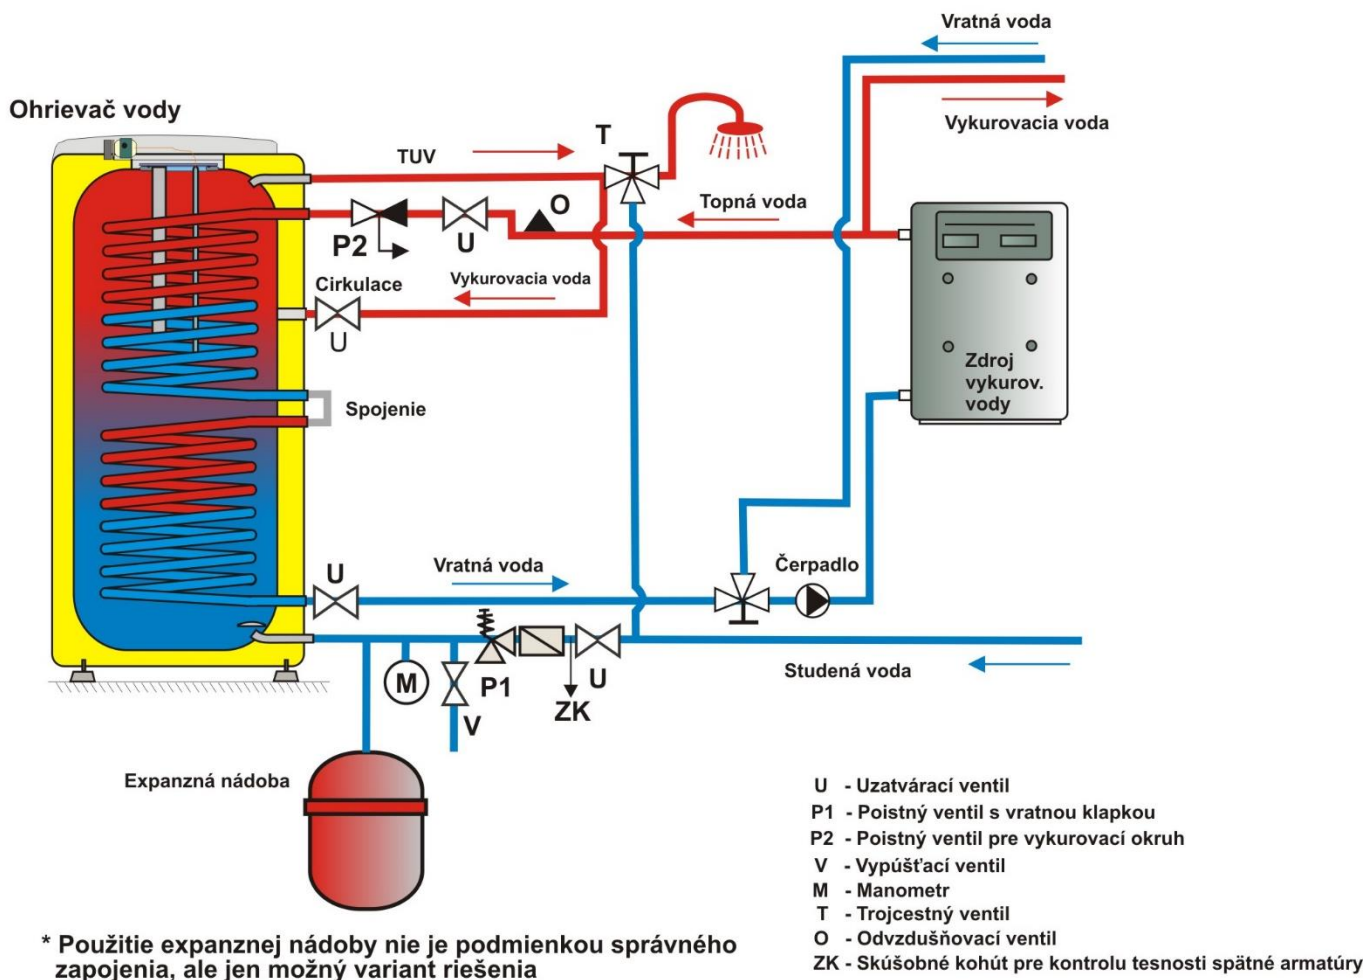 Vratná voda
Vykurovacia voda
Ohrievač vody
TUV
T
Topná voda
O
P2
U
Cirkulace
Vykurovacia voda
U
Spojenie
Zdroj
vykurov.
vody
U
Vratná voda
Čerpadlo
M
V
P1
ZK
U
Studená voda
Expanzná nádoba
U - Uzatvárací ventil
P1 - Poistný ventil s vratnou klapkou
P2 - Poistný ventil pre vykurovací okruh
V - Vypúšťací ventil
M - Manometr
T - Trojcestný ventil
O - Odvzdušňovací ventil
ZK - Skúšobné kohút pre kontrolu tesnosti spätné armatúry
* Použitie expanznej nádoby nie je podmienkou správného
zapojenia, ale jen možný variant riešenia